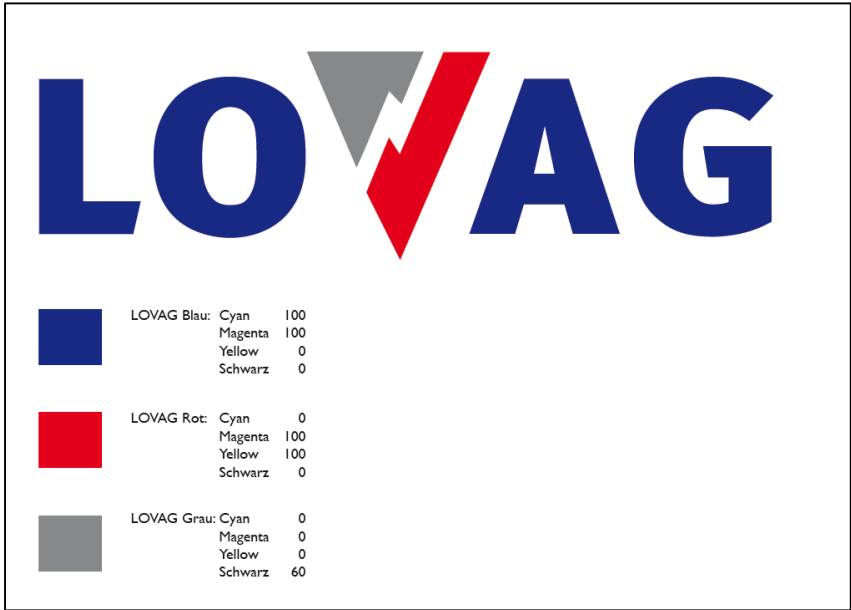 LOVAG
LOVAG Blau: Cyan 100
Magenta 100
Yellow 0
Schwarz 0
LOVAG Rot: Cyan 0
Magenta 100
Yellow 100
Schwarz 0
LOVAG Grau: Cyan 0
Magenta 0
Yellow 0
Schwarz 60